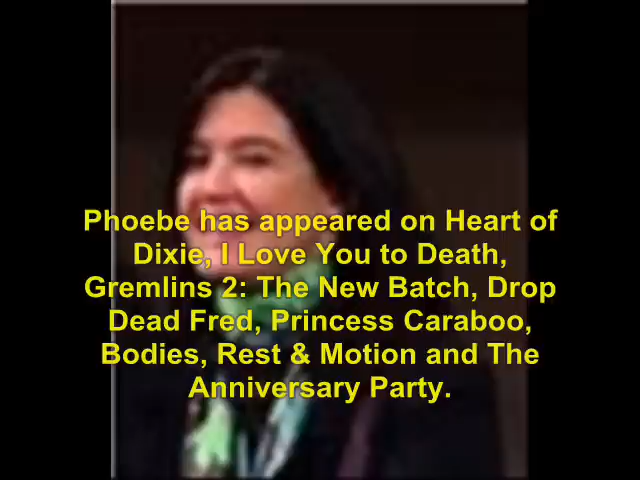 Phoebe has appeared on Heart of
Dixie, I Love You to Death,
Gremlins 2: The New Batch, Drop
Dead Fred, Princess Caraboo,
Bodies, Rest & Motion and The
Anniversary Party.